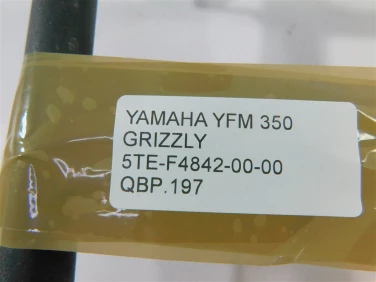 YAMAHA YFM 350
GRIZZLY
5TE-F4842-00-00
QBP.197